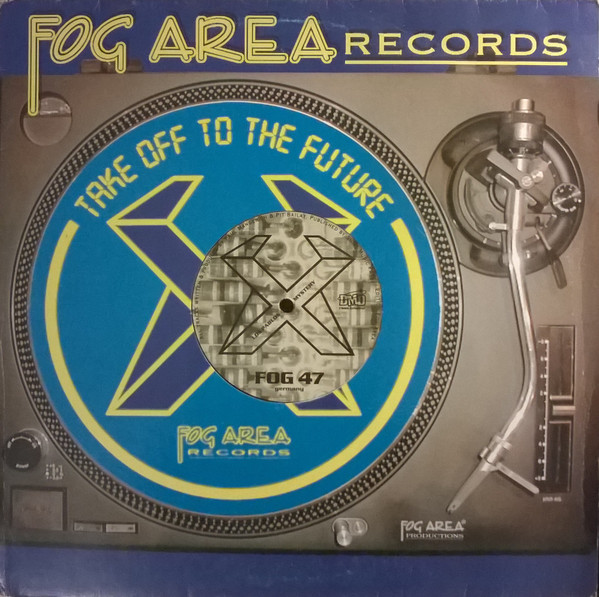 FOG AREA RECORDS
TAKE OFF TO THE FUTURE
MYSTERY
FOG 47
germany
FOG AREA
RECORDS
FOG AREA®
PRODUCTIONS